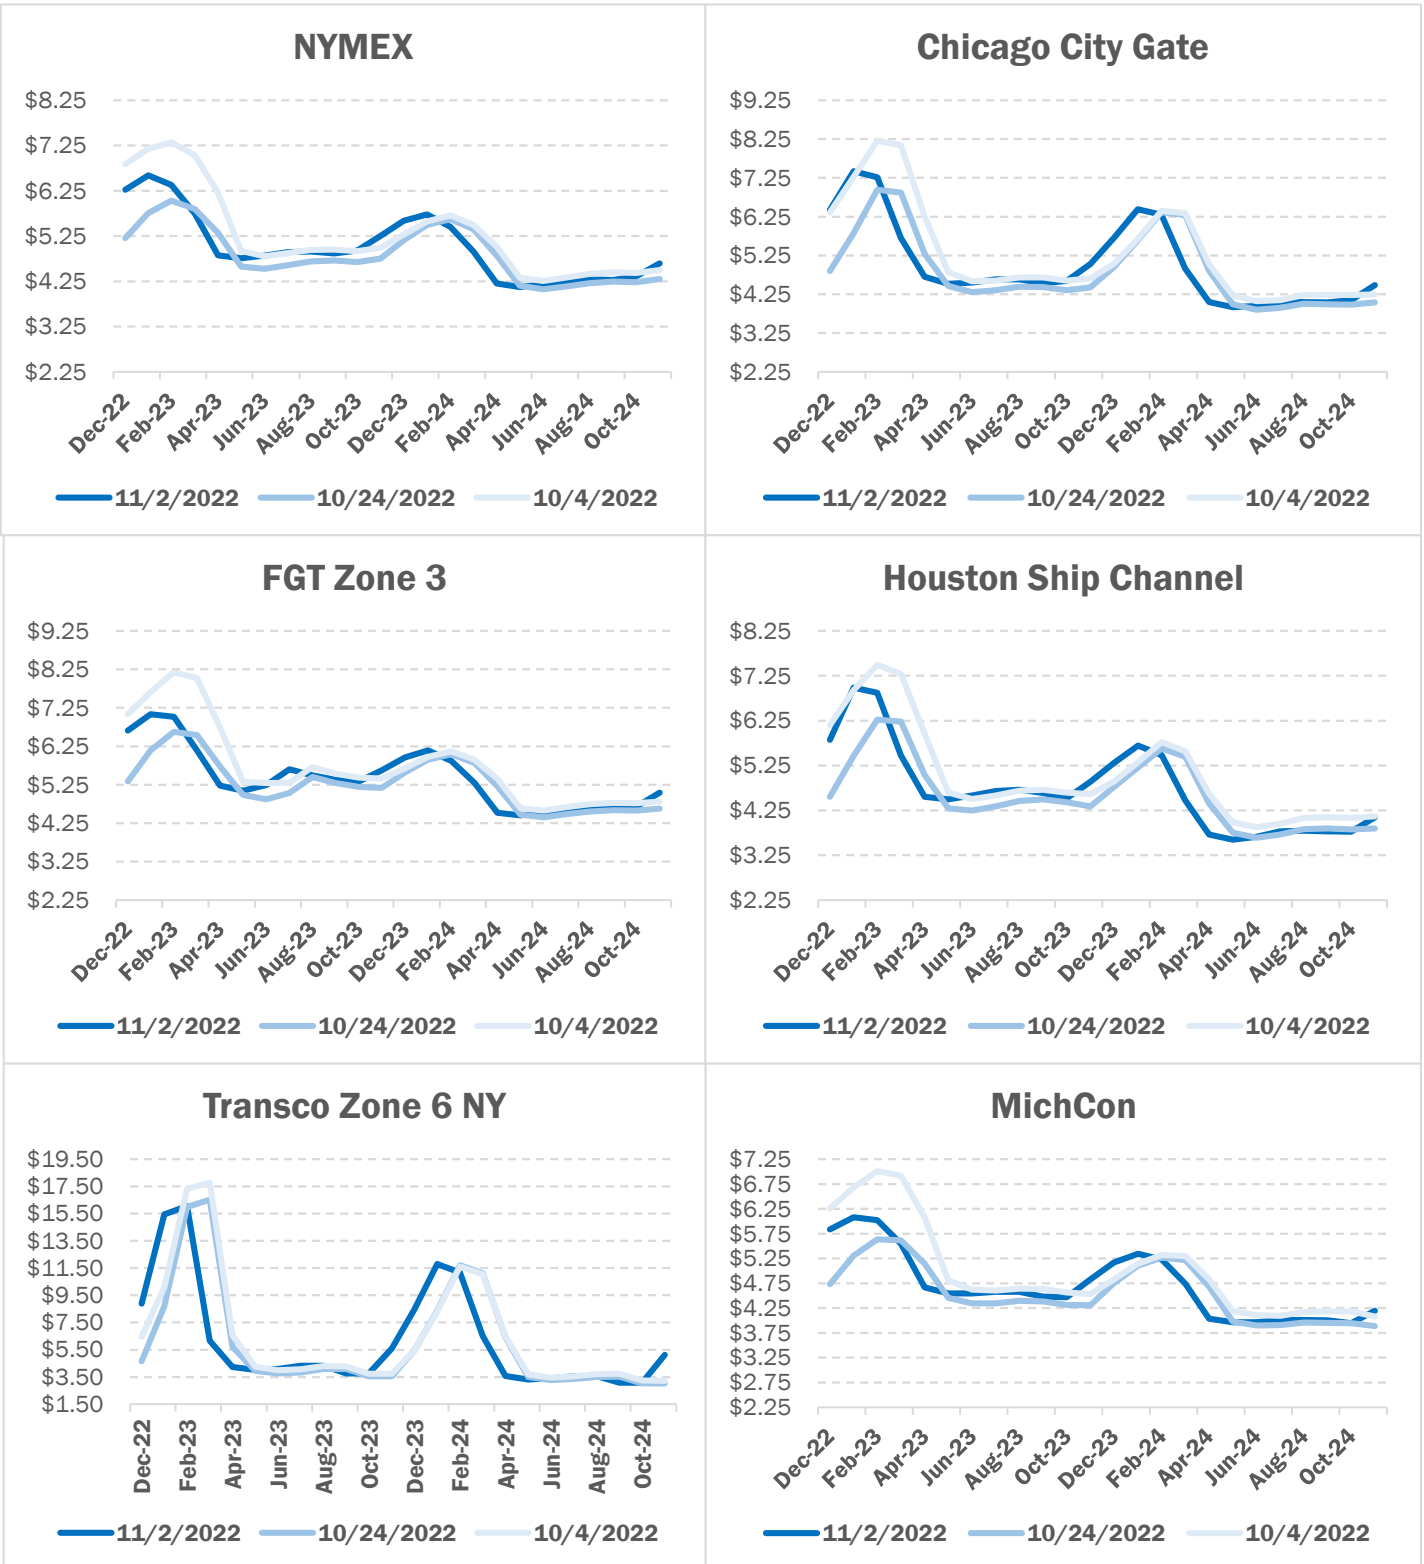 NYMEX
$8.25
$7.25
$6.25
$5.25
$4.25
$3.25
$2.25
Dec-22 Feb-23 Apr-23 Jun-23 Aug-23 Oct-23 Dec-23 Feb-24 Apr-24 Jun-24 Aug-24 Oct-24
11/2/2022 10/24/2022 10/4/2022
Chicago City Gate
$9.25
$8.25
$7.25
$6.25
$5.25
$4.25
$3.25
$2.25
Dec-22 Feb-23 Apr-23 Jun-23 Aug-23 Oct-23 Dec-23 Feb-24 Apr-24 Jun-24 Aug-24 Oct-24
11/2/2022 10/24/2022 10/4/2022
FGT Zone 3
$9.25
$8.25
$7.25
$6.25
$5.25
$4.25
$3.25
$2.25
Dec-22 Feb-23 Apr-23 Jun-23 Aug-23 Oct-23 Dec-23 Feb-24 Apr-24 Jun-24 Aug-24 Oct-24
11/2/2022 10/24/2022 10/4/2022
Houston Ship Channel
$8.25
$7.25
$6.25
$5.25
$4.25
$3.25
$2.25
Dec-22 Feb-23 Apr-23 Jun-23 Aug-23 Oct-23 Dec-23 Feb-24 Apr-24 Jun-24 Aug-24 Oct-24
11/2/2022 10/24/2022 10/4/2022
Transco Zone 6 NY
$19.50
$17.50
$15.50
$13.50
$11.50
$9.50
$7.50
$5.50
$3.50
$1.50
Dec-22 Feb-23 Apr-23 Jun-23 Aug-23 Oct-23 Dec-23 Feb-24 Apr-24 Jun-24 Aug-24 Oct-24
11/2/2022 10/24/2022 10/4/2022
MichCon
$7.25
$6.75
$6.25
$5.75
$5.25
$4.75
$4.25
$3.75
$3.25
$2.75
$2.25
Dec-22 Feb-23 Apr-23 Jun-23 Aug-23 Oct-23 Dec-23 Feb-24 Apr-24 Jun-24 Aug-24 Oct-24
11/2/2022 10/24/2022 10/4/2022